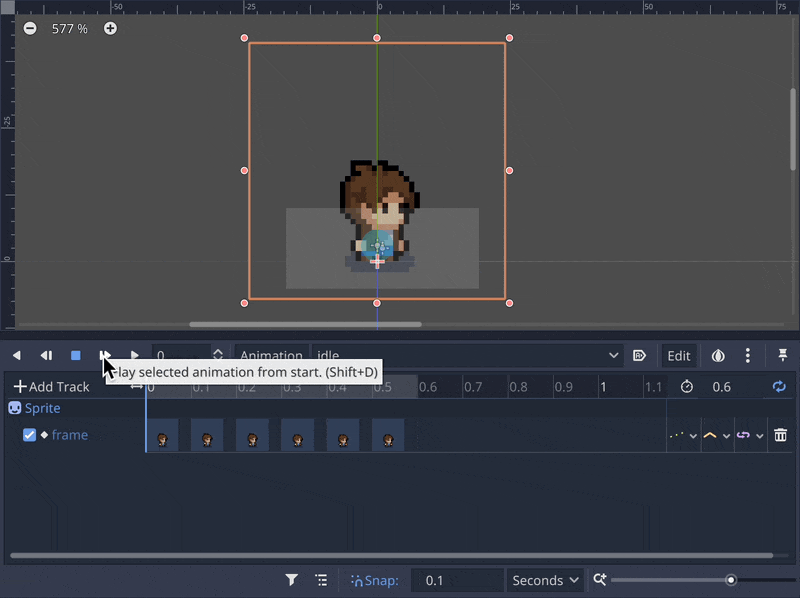 -50 -25 0 25 50 75
577 %
-25
0
0 Animation idle Edit
lay selected animation from start. (Shift+D)
Add Track 0 0.1 0.2 0.3 0.4 0.5 0.6 0.7 0.8 0.9 1 1.1 0.6
Sprite
frame
Snap: 0.1 Seconds